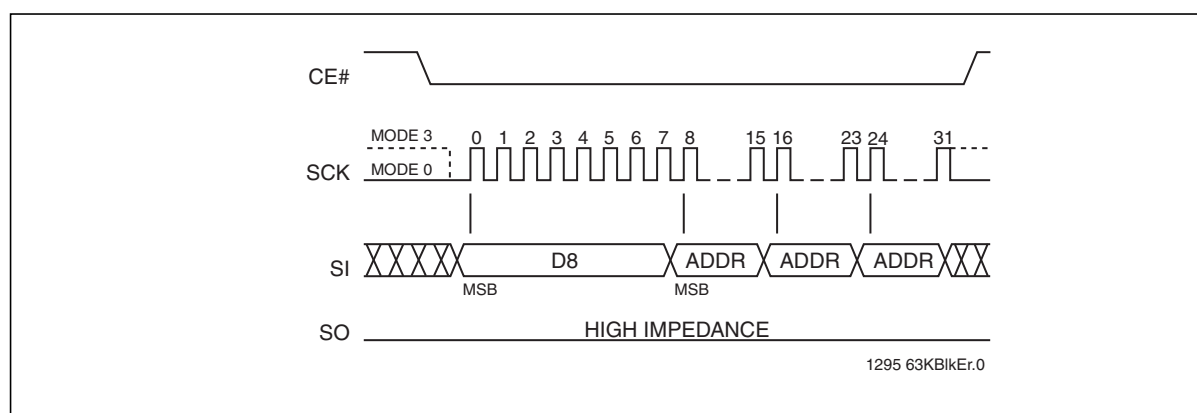 CE#
MODE 3
0 1 2 3 4 5 6 7 8 15 16 23 24 31
SCK
MODE 0
SI
D8 ADDR ADDR ADDR
MSB MSB
SO
HIGH IMPEDANCE
1295 63KBlkEr.0